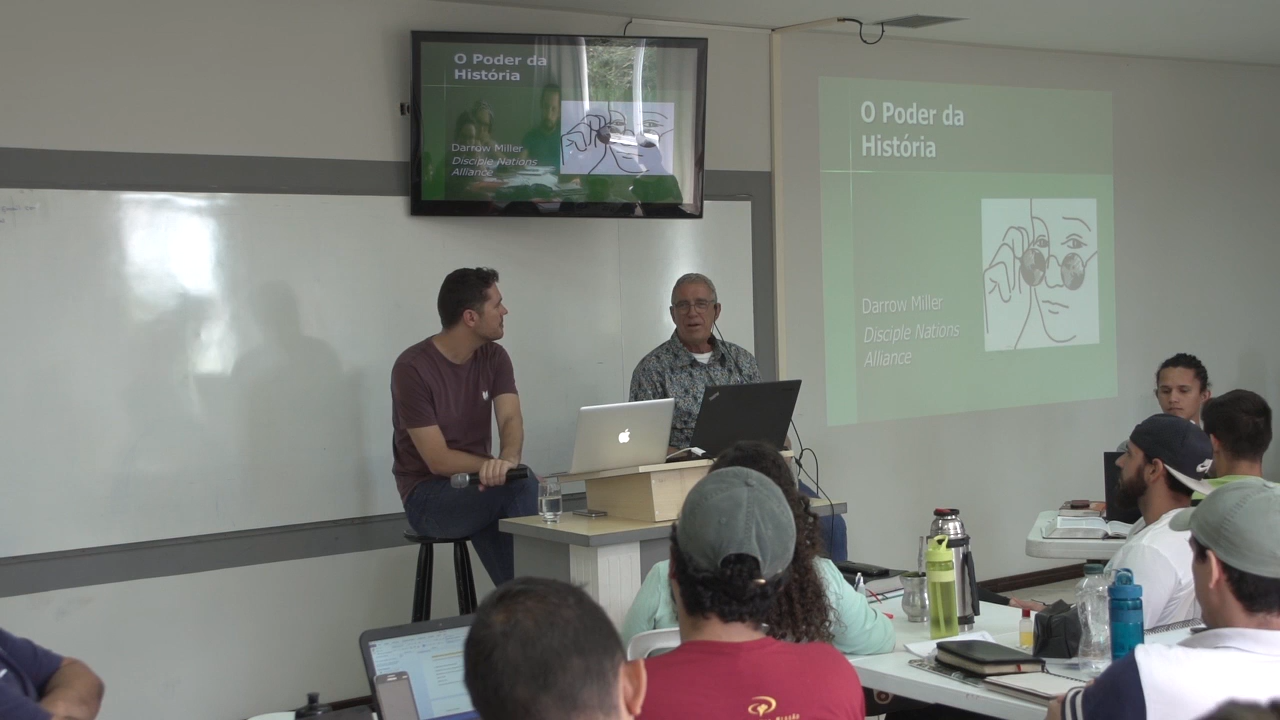 O Poder da
História
Darrow Miller
Disciple Nations
Alliance
O Poder da
História
Darrow Miller
Disciple Nations
Alliance